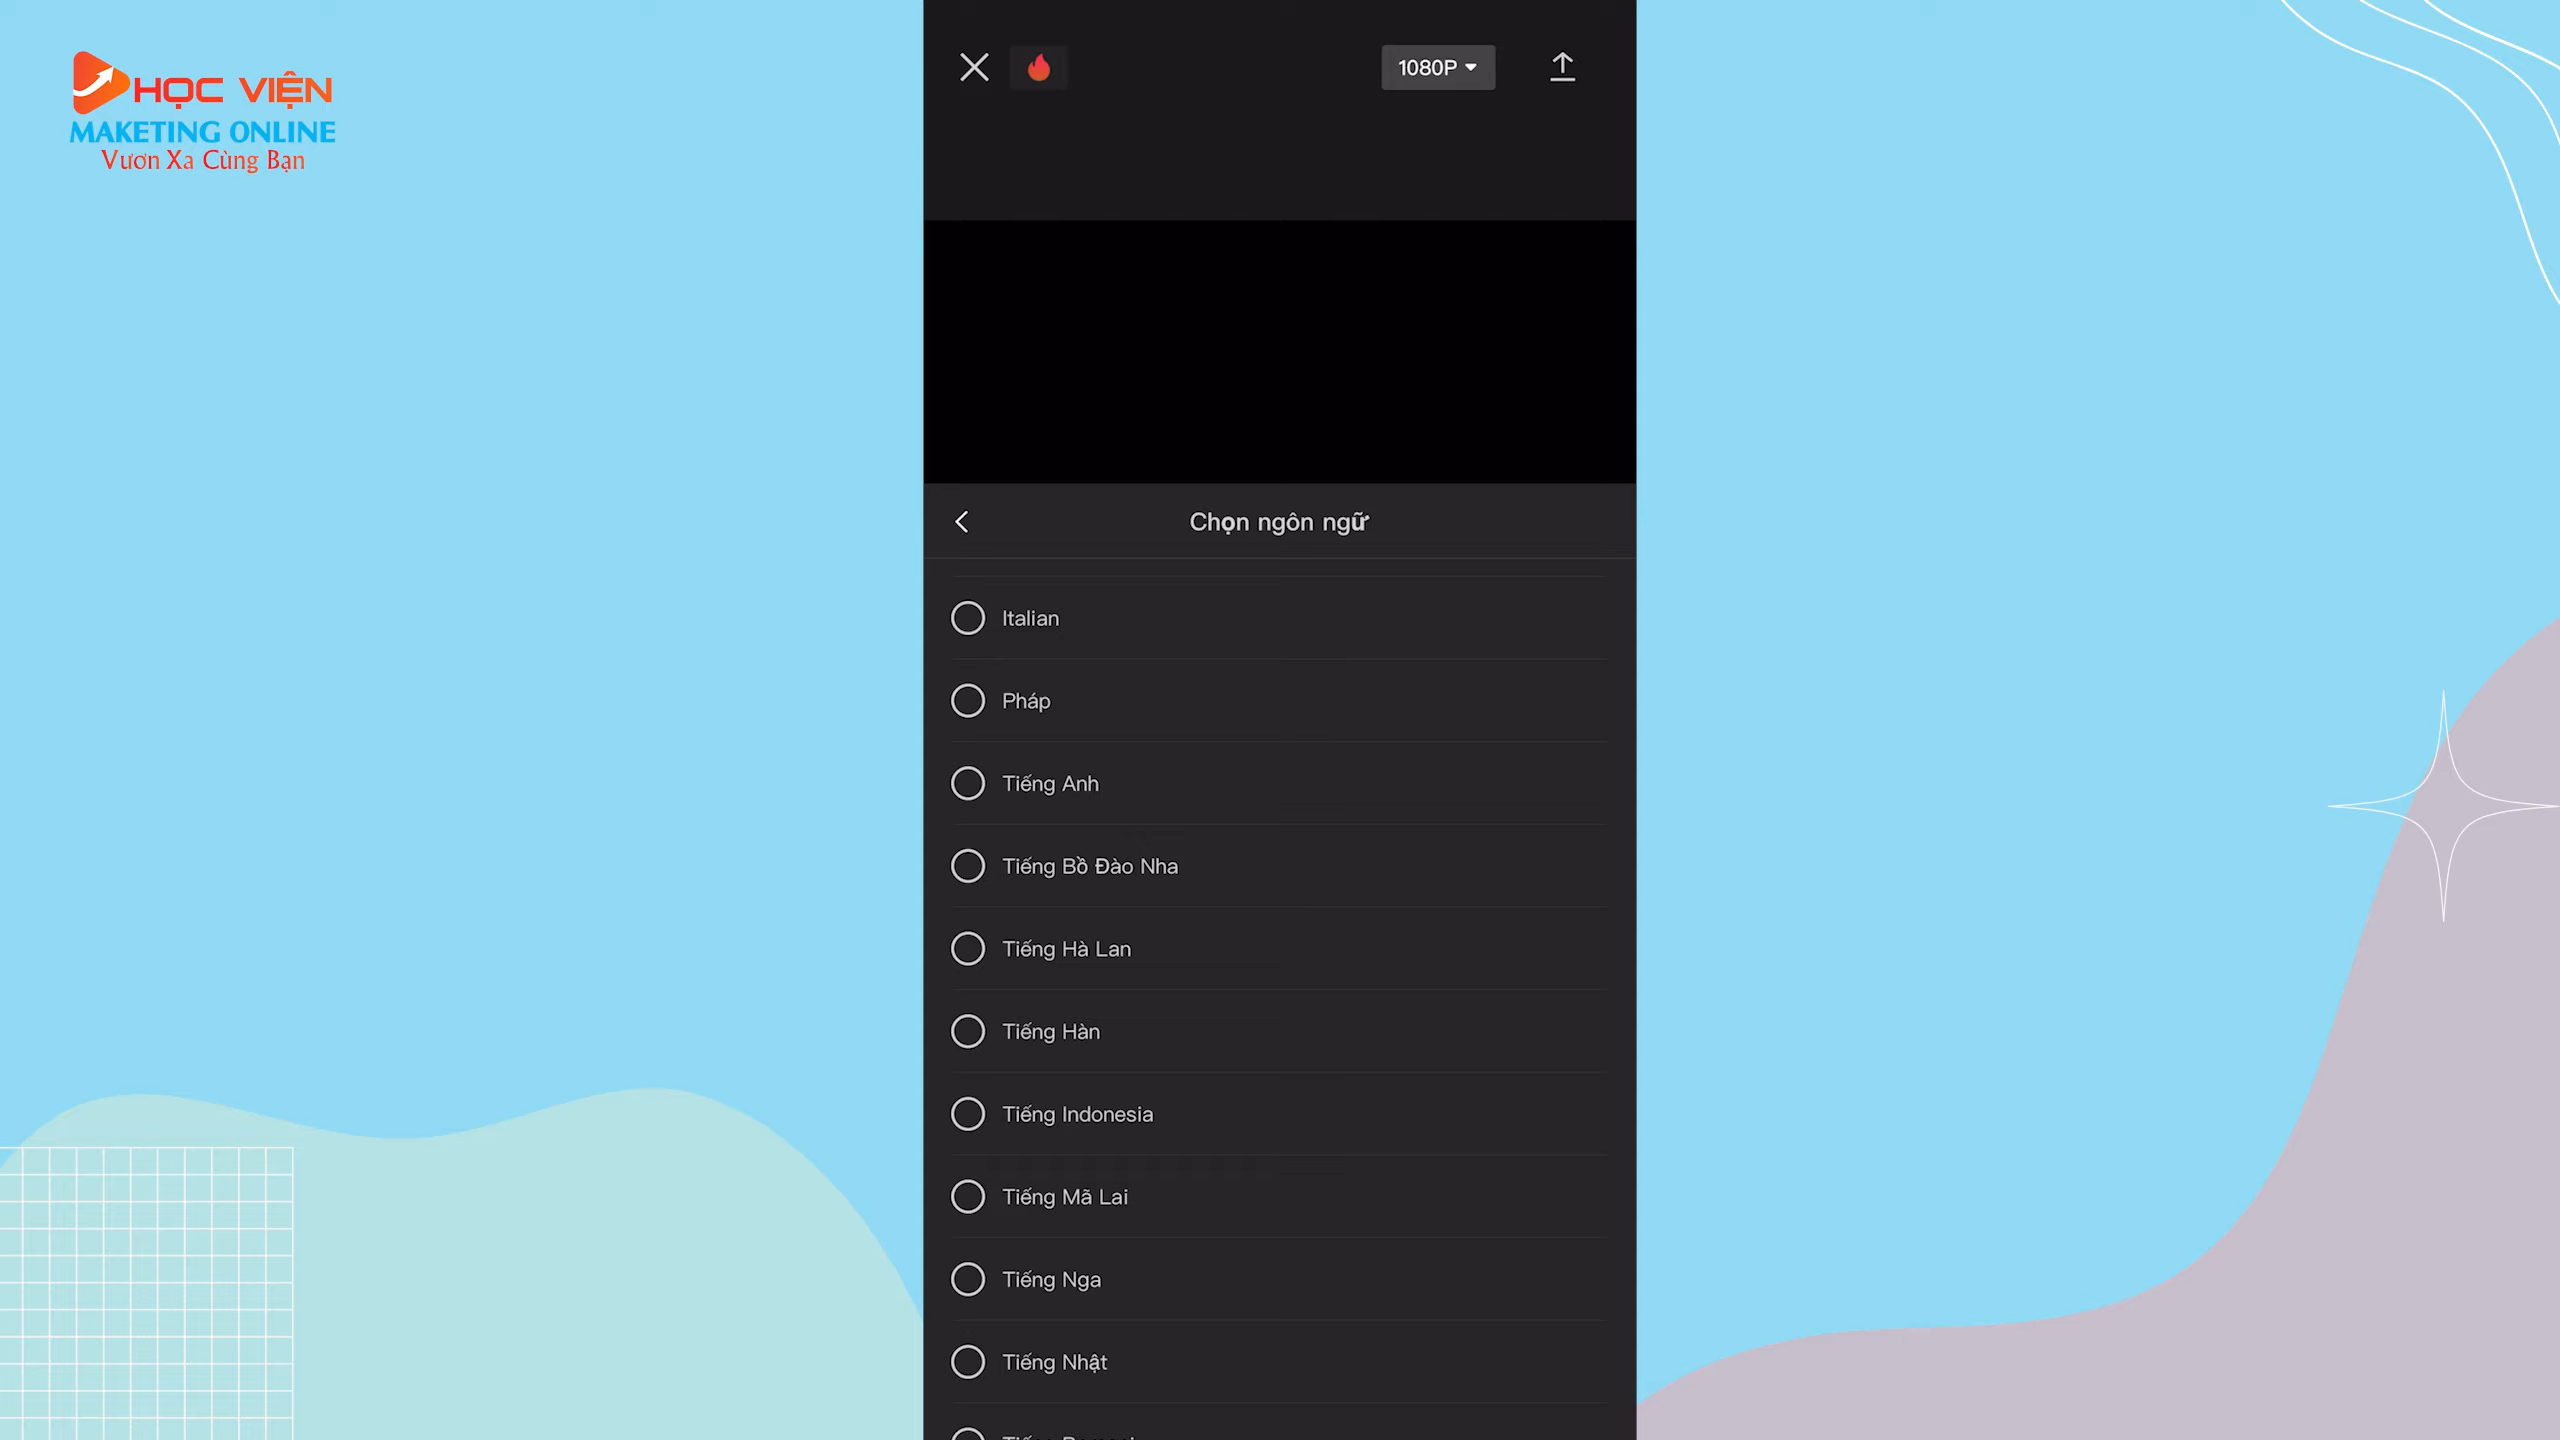 HỌC VIỆN
MAKETING ONLINE
Vươn Xa Cùng Bạn
1080P
Chọn ngôn ngữ
Italian
Pháp
Tiếng Anh
Tiếng Bồ Đào Nha
Tiếng Hà Lan
Tiếng Hàn
Tiếng Indonesia
Tiếng Mã Lai
Tiếng Nga
Tiếng Nhật
Tiếng